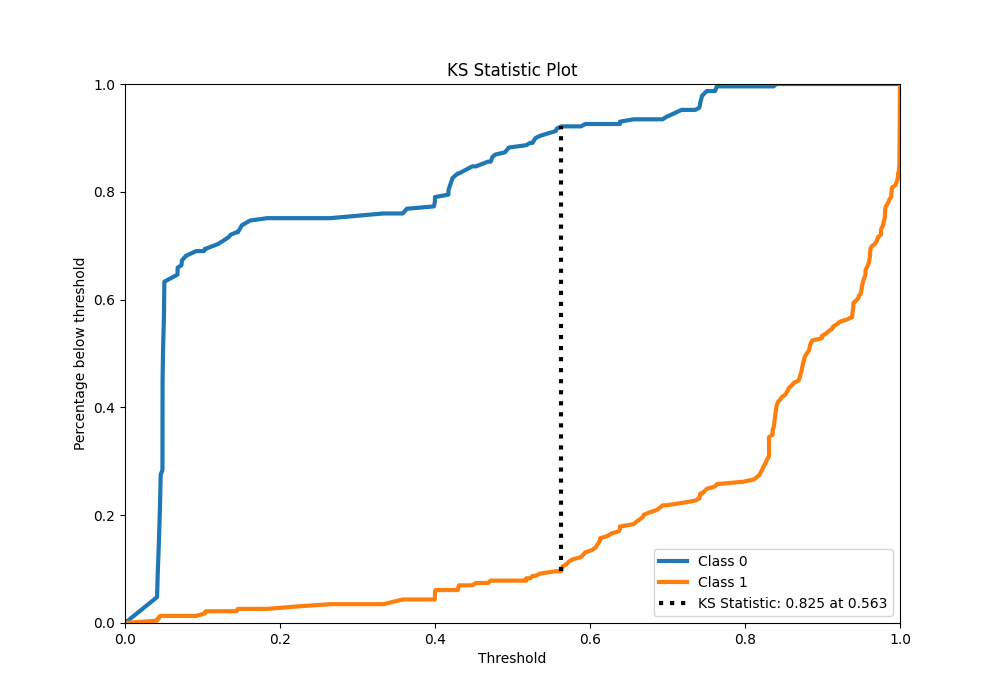 KS Statistic Plot
1.0
0.8
0.6
0.4
0.2
0.0
Percentage below threshold
0.0 0.2 0.4 0.6 0.8 1.0
Threshold
Class 0
Class 1
KS Statistic: 0.825 at 0.563